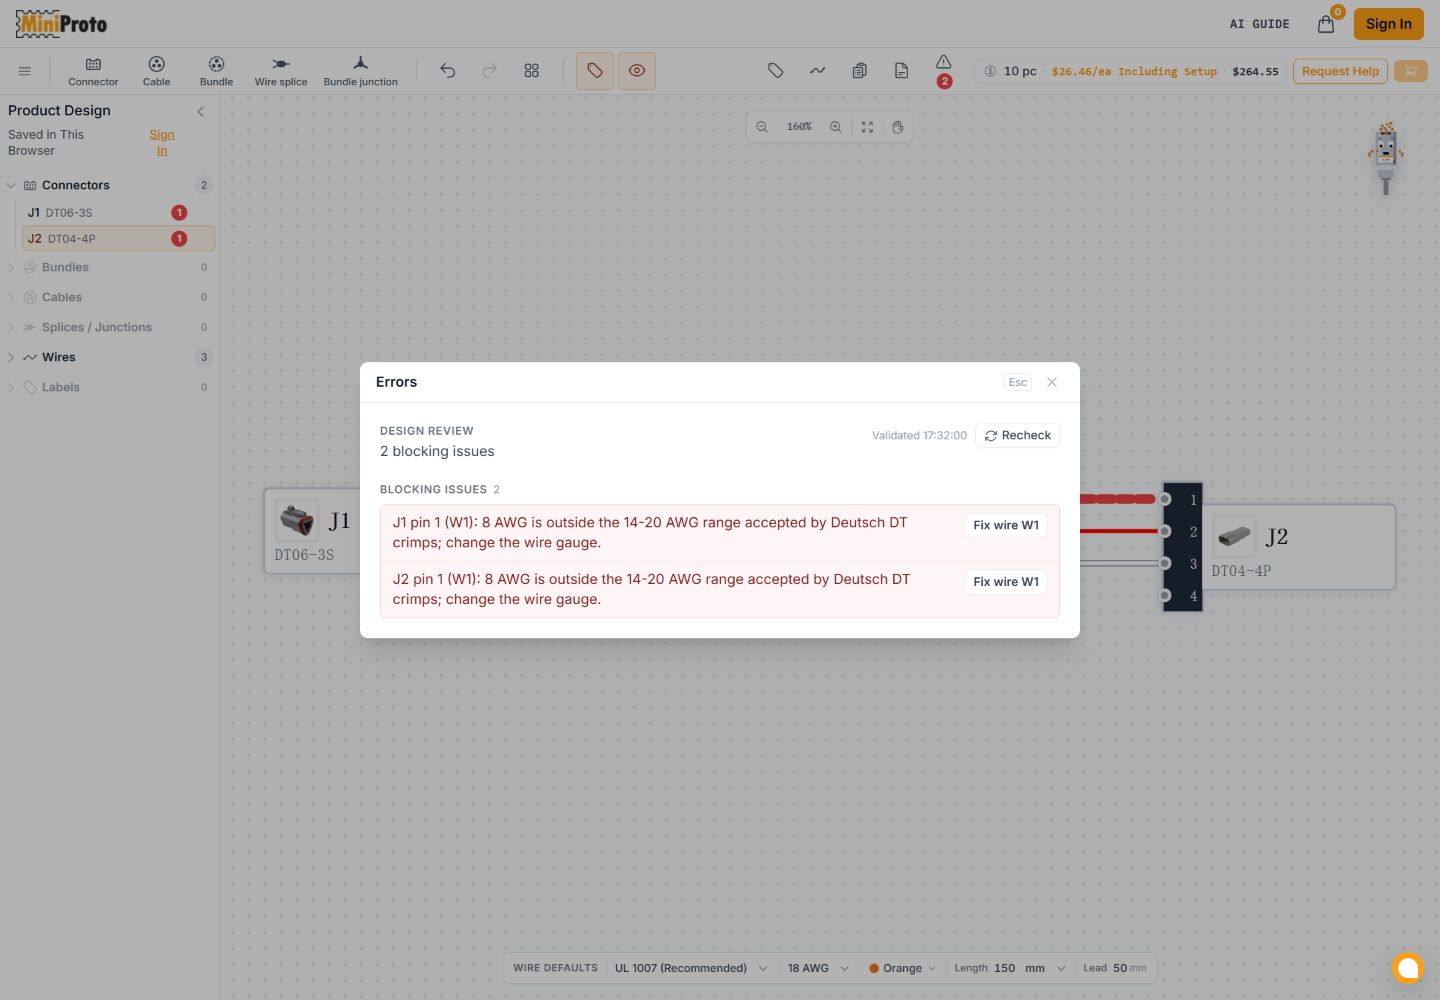 MiniProto
AI GUIDE
0
Sign In
Connector
Cable
Bundle
Wire splice
Bundle junction
2
10 pc · $26.46/ea Including Setup · $264.55
Request Help
Product Design
Saved in This Browser
Sign In
160%
Connectors 2
J1 DT06-3S 1
J2 DT04-4P 1
Bundles 0
Cables 0
Splices / Junctions 0
Wires 3
Labels 0
Errors
Esc
DESIGN REVIEW
2 blocking issues
Validated 17:32:00
Recheck
BLOCKING ISSUES 2
J1 pin 1 (W1): 8 AWG is outside the 14-20 AWG range accepted by Deutsch DT
crimps; change the wire gauge.
Fix wire W1
J2 pin 1 (W1): 8 AWG is outside the 14-20 AWG range accepted by Deutsch DT
crimps; change the wire gauge.
Fix wire W1
J1
DT06-3S
1
2
3
4
J2
DT04-4P
WIRE DEFAULTS
UL 1007 (Recommended)
18 AWG
Orange
Length 150 mm
Lead 50 mm